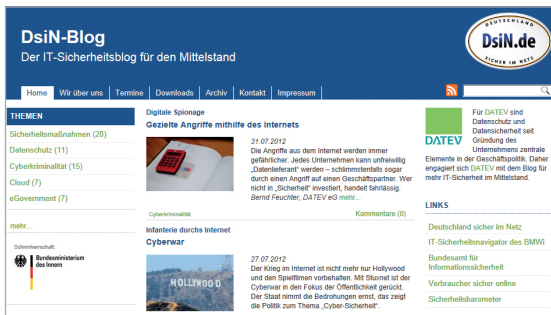 DsiN-Blog
Der IT-Sicherheitsblog für den Mittelstand
DEUTSCHLAND
DsiN.de
SICHER IM NETZ
Home
Wir über uns
Termine
Downloads
Archiv
Kontakt
Impressum
THEMEN
Sicherheitsmaßnahmen (20)
Datenschutz (11)
Cyberkriminalität (15)
Cloud (7)
eGovernment (7)
mehr...
Schirmherrschaft:
Bundesministerium
des Innern
Digitale Spionage
Gezielte Angriffe mithilfe des Internets
31.07.2012
Die Angriffe aus dem Internet werden immer
gefährlicher. Jedes Unternehmen kann unfreiwillig
„Datenlieferant" werden – schlimmstenfalls sogar
durch einen Angriff auf einen Geschäftspartner. Wer
nicht in „Sicherheit" investiert, handelt fahrlässig.
Bernd Feuchter, DATEV eG mehr...
Cyberkriminalität
Kommentare (0)
Infanterie durchs Internet
Cyberwar
HOLLYWOOD
27.07.2012
Der Krieg im Internet ist nicht mehr nur Hollywood
und den Spielfilmen vorbehalten. Mit Stuxnet ist der
Cyberwar in den Fokus der Öffentlichkeit gerückt.
Der Staat nimmt die Bedrohungen ernst, das zeigt
die Politik zum Thema „Cyber-Sicherheit".
DATEV
Für DATEV sind
Datenschutz und
Datensicherheit seit
Gründung des
Unternehmens zentrale
Elemente in der Geschäftspolitik. Daher
engagiert sich DATEV mit dem Blog für
mehr IT-Sicherheit im Mittelstand.
LINKS
Deutschland sicher im Netz
IT-Sicherheitsnavigator des BMWi
Bundesamt für
Informationssicherheit
Verbraucher sicher online
Sicherheitsbarometer